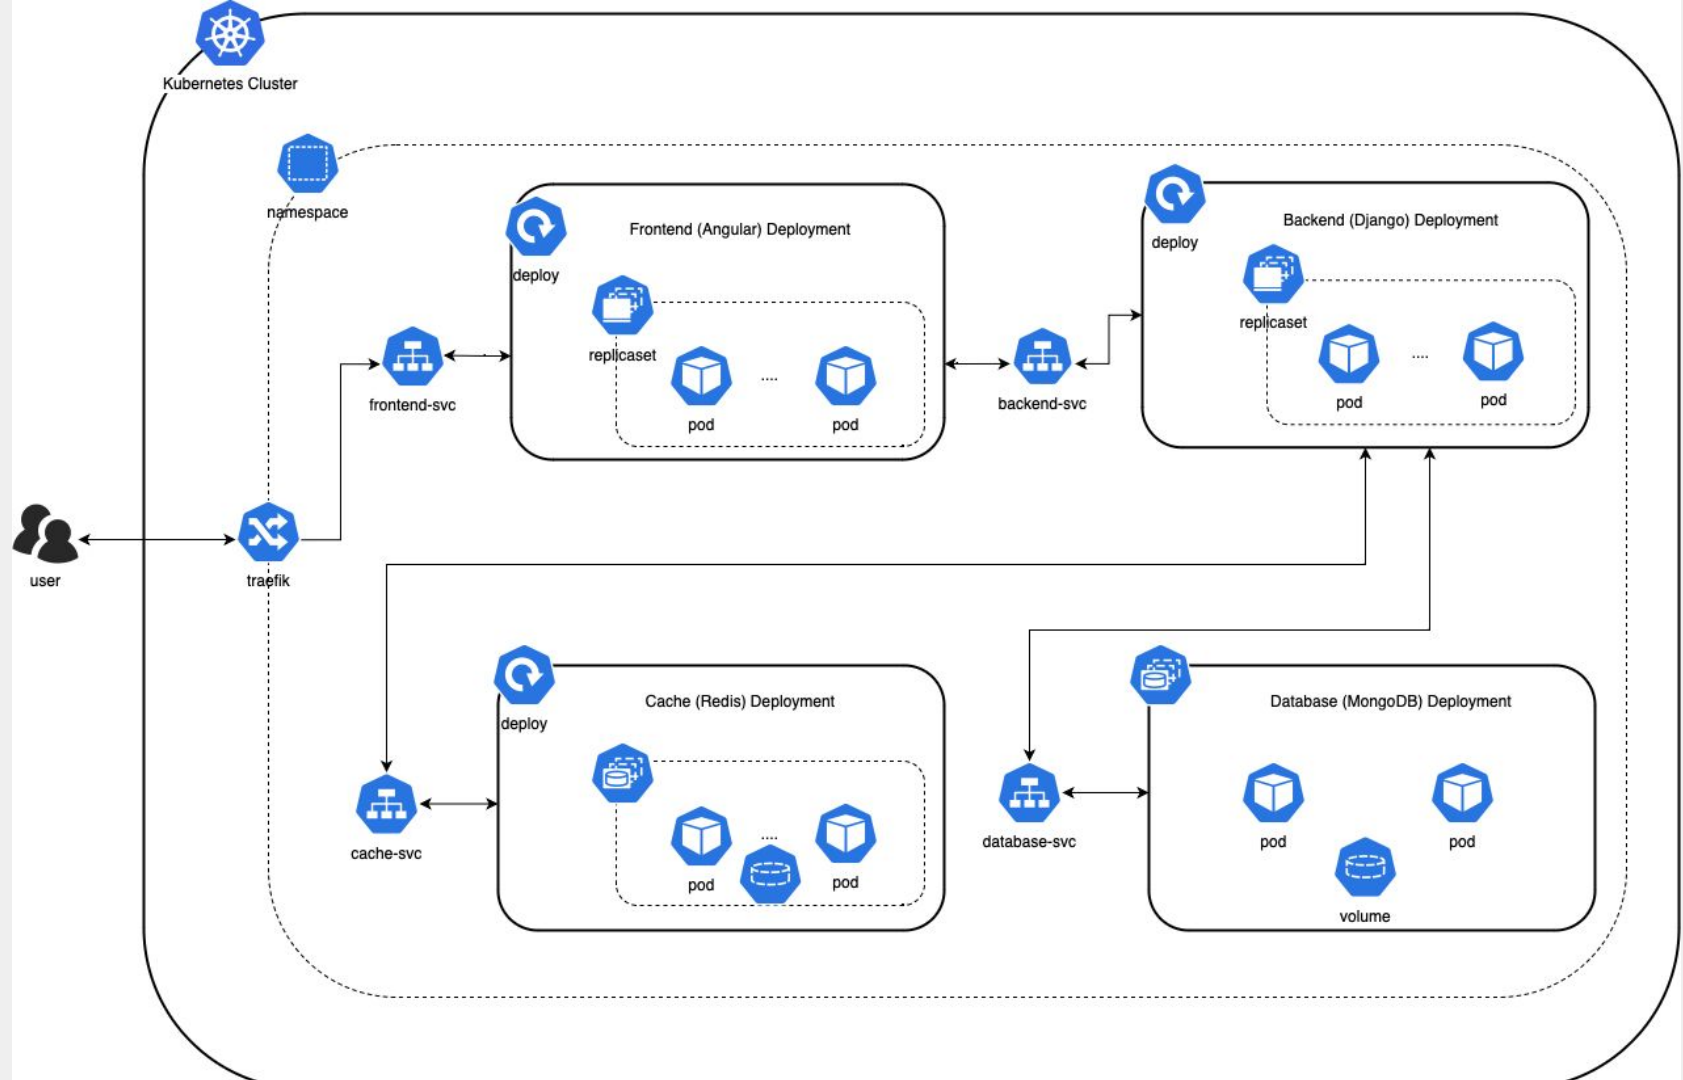 Kubernetes Cluster
namespace
deploy
Frontend (Angular) Deployment
replicaset
pod
....
pod
frontend-svc
backend-svc
deploy
Backend (Django) Deployment
replicaset
pod
....
pod
user
traefik
deploy
Cache (Redis) Deployment
pod
....
pod
cache-svc
database-svc
Database (MongoDB) Deployment
pod
pod
volume